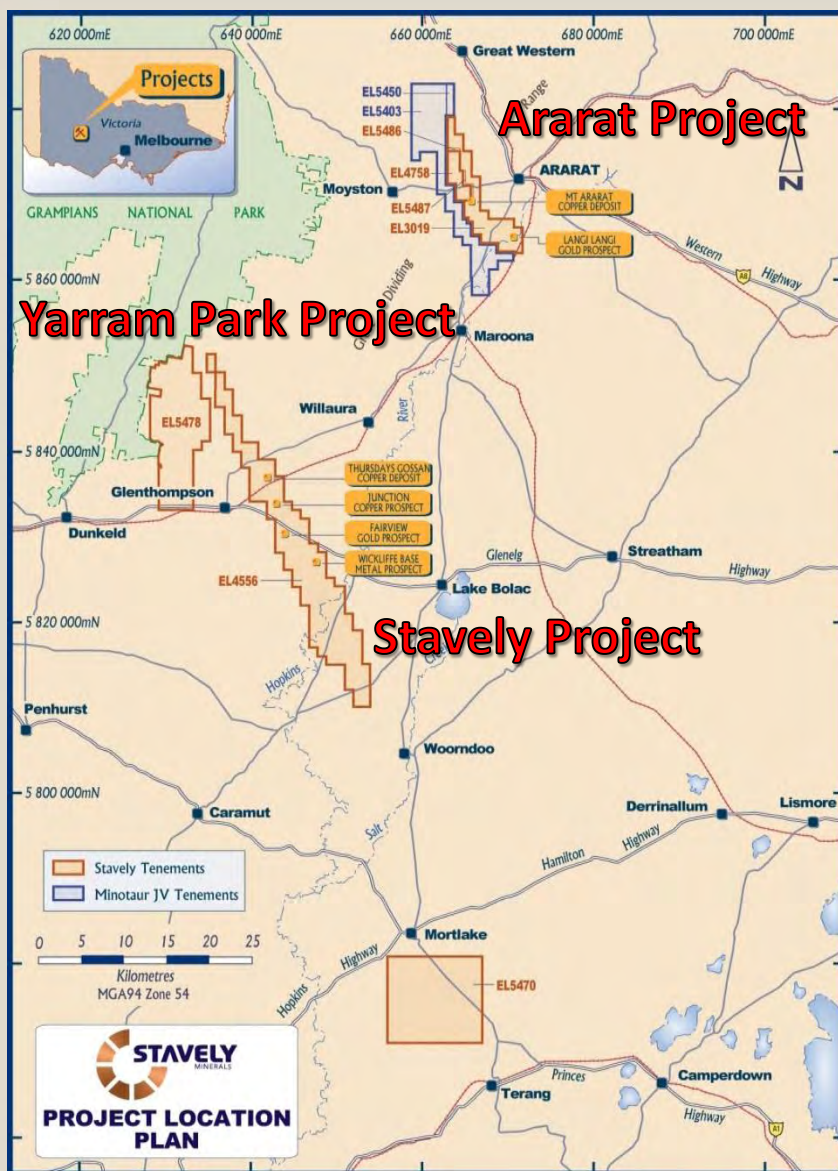 620 000mE
640 000mE
660 000mE
680 000mE
700 000mE
Projects
Victoria
Melbourne
Great Western
Range
EL5450
EL5403
EL5486
Ararat Project
EL4758
ARARAT
N
Moyston
MT ARARAT
COPPER DEPOSIT
EL5487
EL3019
LANGI LANGI
GOLD PROSPECT
GRAMPIANS NATIONAL PARK
Western
Highway
A8
5 860 000mN
Dividing
Yarram Park Project
Maroona
Willaura
River
EL5478
5 840 000mN
THURSDAYS GOSSAN
COPPER DEPOSIT
Glenthompson
JUNCTION
COPPER PROSPECT
Dunkeld
FAIRVIEW
GOLD PROSPECT
WICKLIFFE BASE
METAL PROSPECT
Glenelg
Highway
Streatham
EL4556
Lake Bolac
5 820 000mN
Stavely Project
Hopkins
Penhurst
Woorndoo
5 800 000mN
Caramut
Salt
Derrinallum
Lismore
Hamilton
Highway
Stavely Tenements
Minotaur JV Tenements
0 5 10 15 20 25
Kilometres
MGA94 Zone 54
Mortlake
Highway
Hopkins
EL5470
STAVELY
MINERALS
PROJECT LOCATION
PLAN
Terang
Princes
Highway
Camperdown
A1